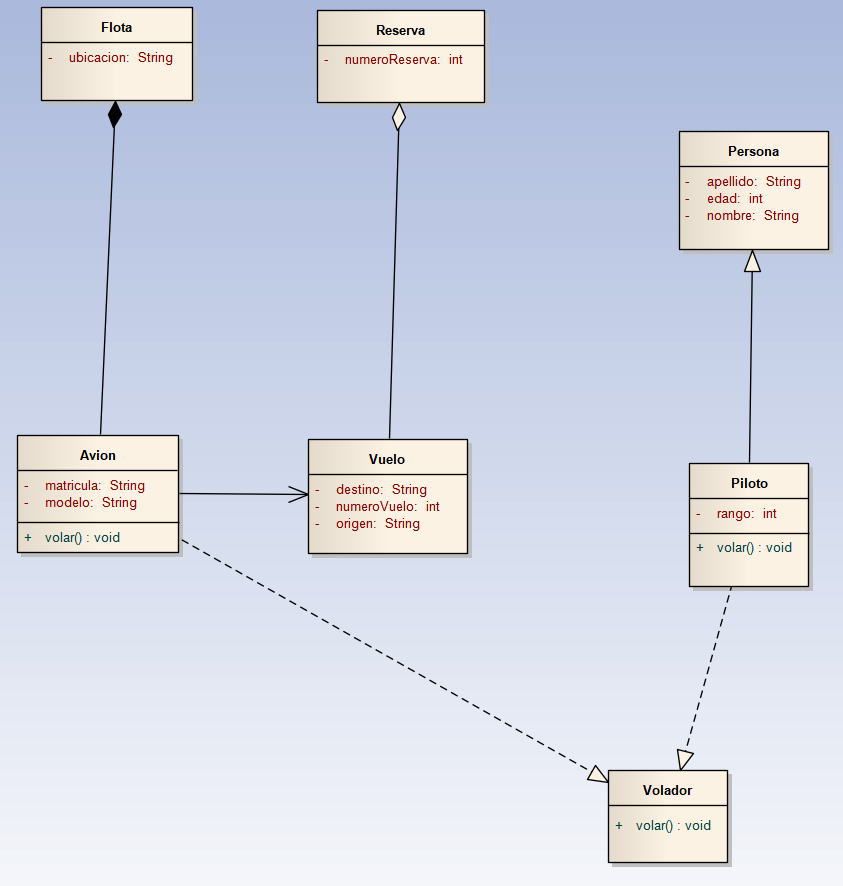 Flota
- ubicacion: String
Reserva
- numeroReserva: int
Persona
- apellido: String
- edad: int
- nombre: String
Avion
- matricula: String
- modelo: String
+ volar() : void
Vuelo
- destino: String
- numeroVuelo: int
- origen: String
Piloto
- rango: int
+ volar() : void
Volador
+ volar() : void